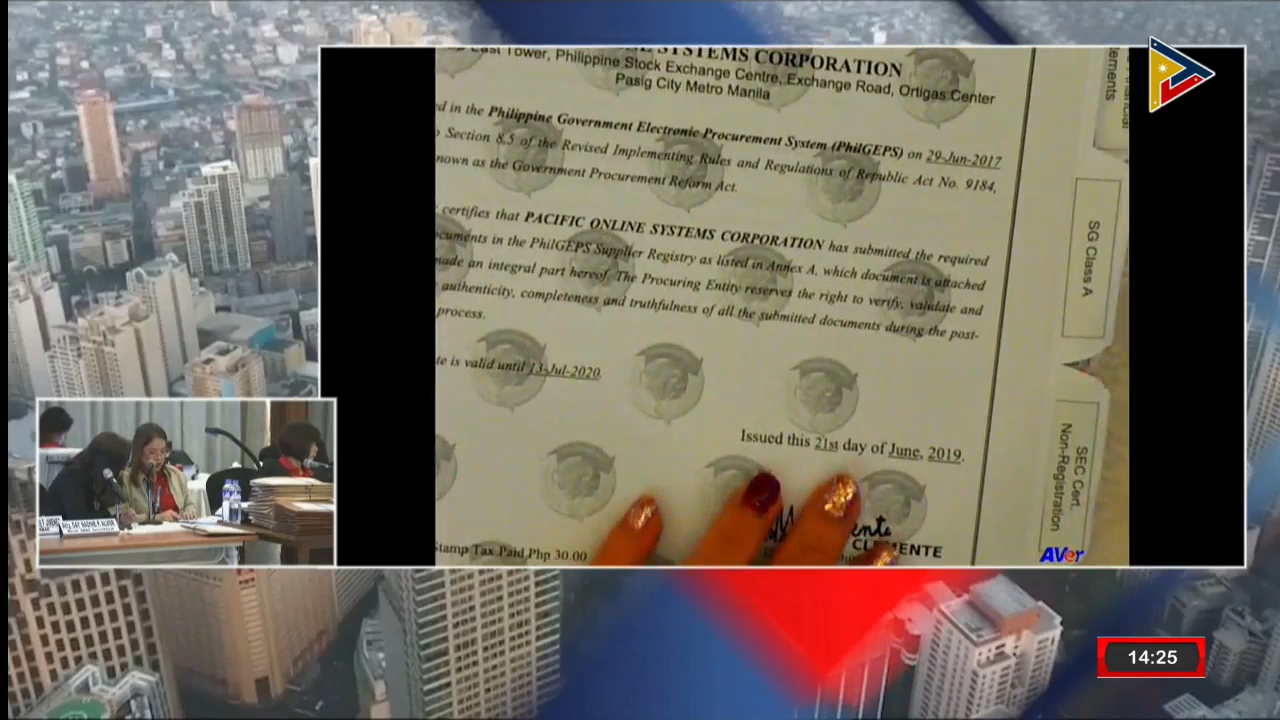 East Tower, Philippine Stock Exchange Centre, Exchange Road, Ortigas Center
SYSTEMS CORPORATION
Pasig City Metro Manila
ed in the Philippine Government Electronic Procurement System (PhilGEPS) on 29-Jun-2017
Section 8.5 of the Revised Implementing Rules and Regulations of Republic Act No. 9184,
nown as the Government Procurement Reform Act.
certifies that PACIFIC ONLINE SYSTEMS CORPORATION has submitted the required
cuments in the PhilGEPS Supplier Registry as listed in Annex A, which document is attached
made an integral part hereof. The Procuring Entity reserves the right to verify, validate and
authenticity, completeness and truthfulness of all the submitted documents during the post-
process.
te is valid until 13-Jul-2020.
Issued this 21st day of June, 2019.
CLEMENTE
Stamp Tax Paid Php 30.00
ements
SG Class A
SEC Cert.
Non-Registration
AVer
14:25